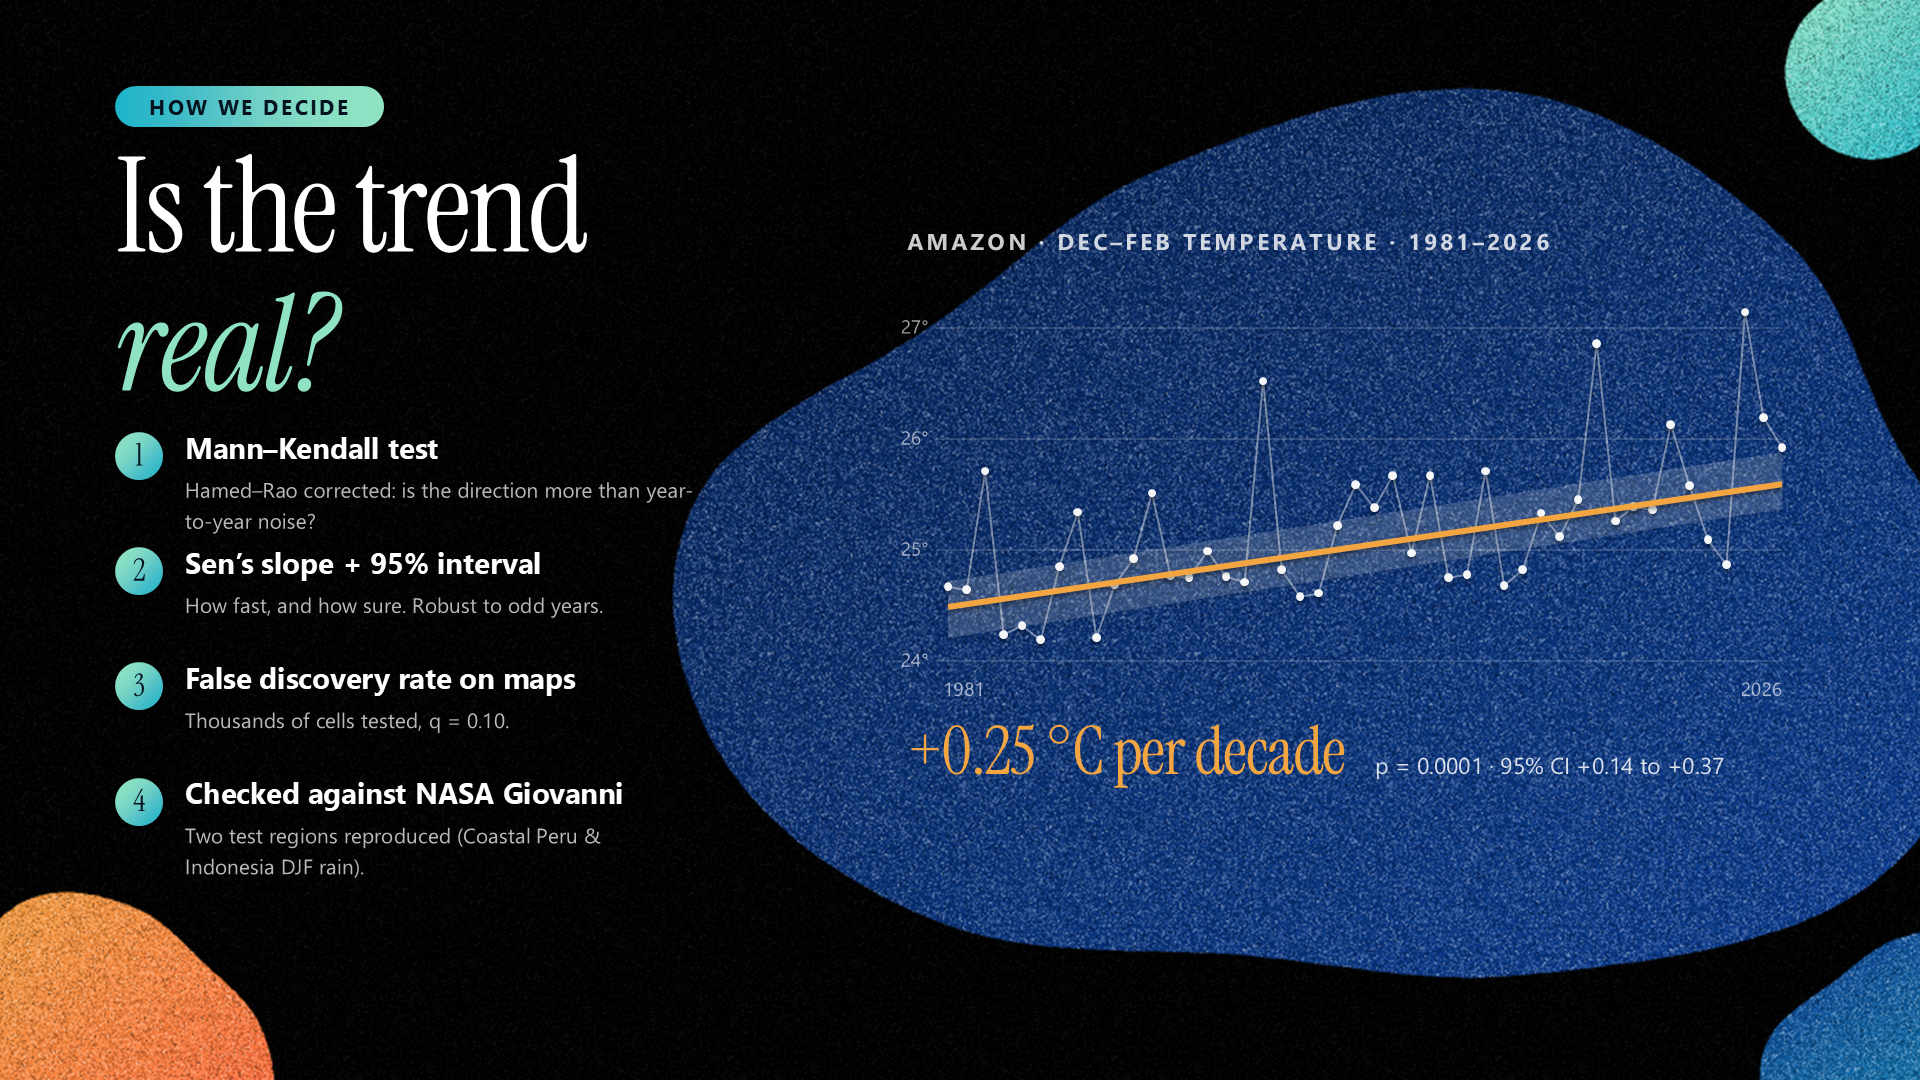 HOW WE DECIDE
Is the trend
real?
1
Mann–Kendall test
Hamed–Rao corrected: is the direction more than year-
to-year noise?
2
Sen’s slope + 95% interval
How fast, and how sure. Robust to odd years.
3
False discovery rate on maps
Thousands of cells tested, q = 0.10.
4
Checked against NASA Giovanni
Two test regions reproduced (Coastal Peru &
Indonesia DJF rain).
AMAZON · DEC–FEB TEMPERATURE · 1981–2026
27°
26°
25°
24°
1981 2026
+0.25 °C per decade p = 0.0001 · 95% CI +0.14 to +0.37